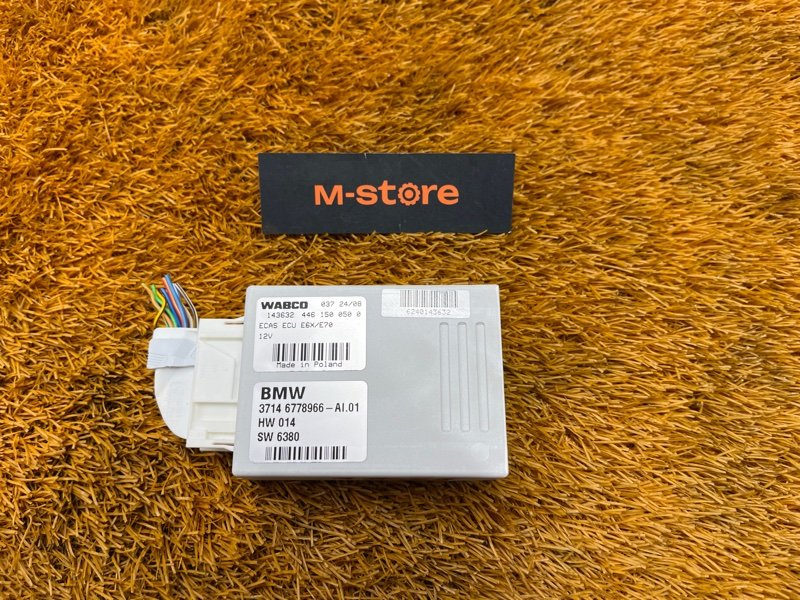 M-store
WABCO 037 24/08
143632 446 150 050 0
ECAS ECU E6X/E70
12V
Made in Poland
6240143632
BMW
3714 6778966-AI.01
HW 014
SW 6380